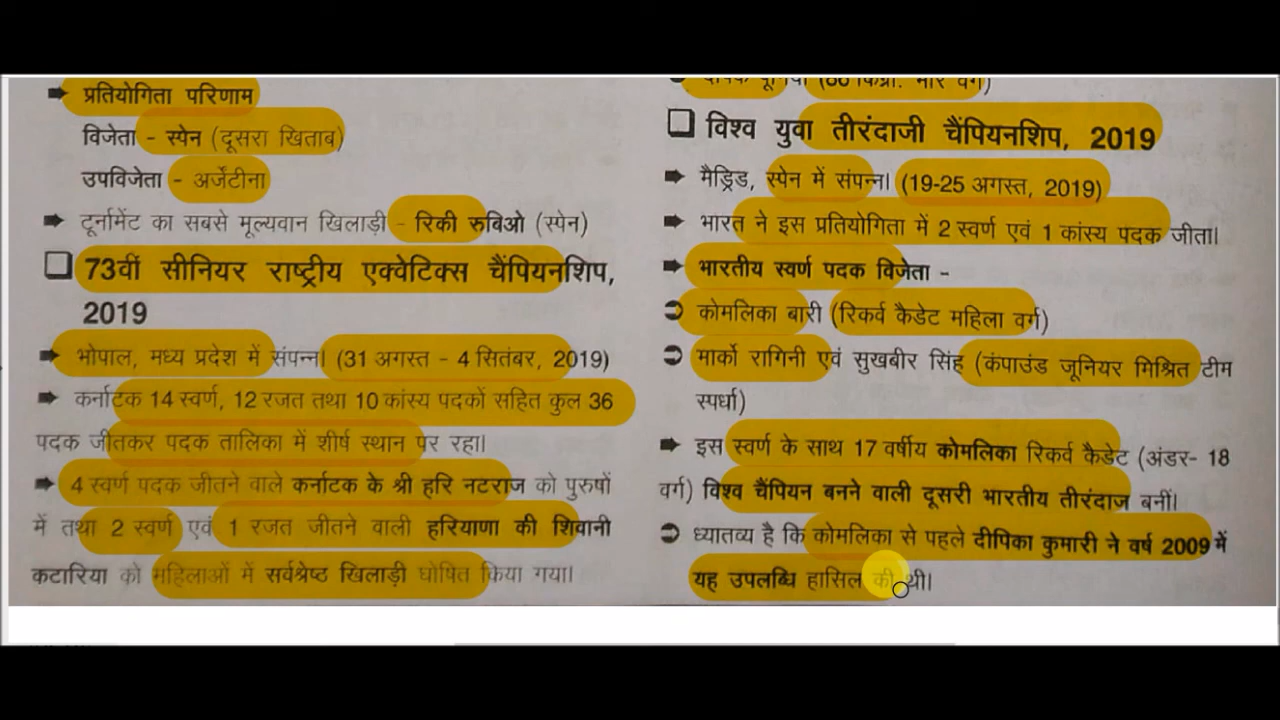 ➡ प्रतियोगिता परिणाम
विजेता - स्पेन (दूसरा खिताब)
उपविजेता - अर्जेंटीना
➡ टूर्नामेंट का सबसे मूल्यवान खिलाड़ी - रिकी रुबिओ (स्पेन)
❑ 73वीं सीनियर राष्ट्रीय एक्वेटिक्स चैंपियनशिप,
2019
➡ भोपाल, मध्य प्रदेश में संपन्न। (31 अगस्त - 4 सितंबर, 2019)
➡ कर्नाटक 14 स्वर्ण, 12 रजत तथा 10 कांस्य पदकों सहित कुल 36
पदक जीतकर पदक तालिका में शीर्ष स्थान पर रहा।
➡ 4 स्वर्ण पदक जीतने वाले कर्नाटक के श्री हरि नटराज को पुरुषों
में तथा 2 स्वर्ण एवं 1 रजत जीतने वाली हरियाणा की शिवानी
कटारिया को महिलाओं में सर्वश्रेष्ठ खिलाड़ी घोषित किया गया।
❑ विश्व युवा तीरंदाजी चैंपियनशिप, 2019
➡ मैड्रिड, स्पेन में संपन्न। (19-25 अगस्त, 2019)
➡ भारत ने इस प्रतियोगिता में 2 स्वर्ण एवं 1 कांस्य पदक जीता।
➡ भारतीय स्वर्ण पदक विजेता -
➲ कोमलिका बारी (रिकर्व कैडेट महिला वर्ग)
➲ मार्को रागिनी एवं सुखबीर सिंह (कंपाउंड जूनियर मिश्रित टीम
स्पर्धा)
➡ इस स्वर्ण के साथ 17 वर्षीय कोमलिका रिकर्व कैडेट (अंडर- 18
वर्ग) विश्व चैंपियन बनने वाली दूसरी भारतीय तीरंदाज बनीं।
➲ ध्यातव्य है कि कोमलिका से पहले दीपिका कुमारी ने वर्ष 2009 में
यह उपलब्धि हासिल की थी।